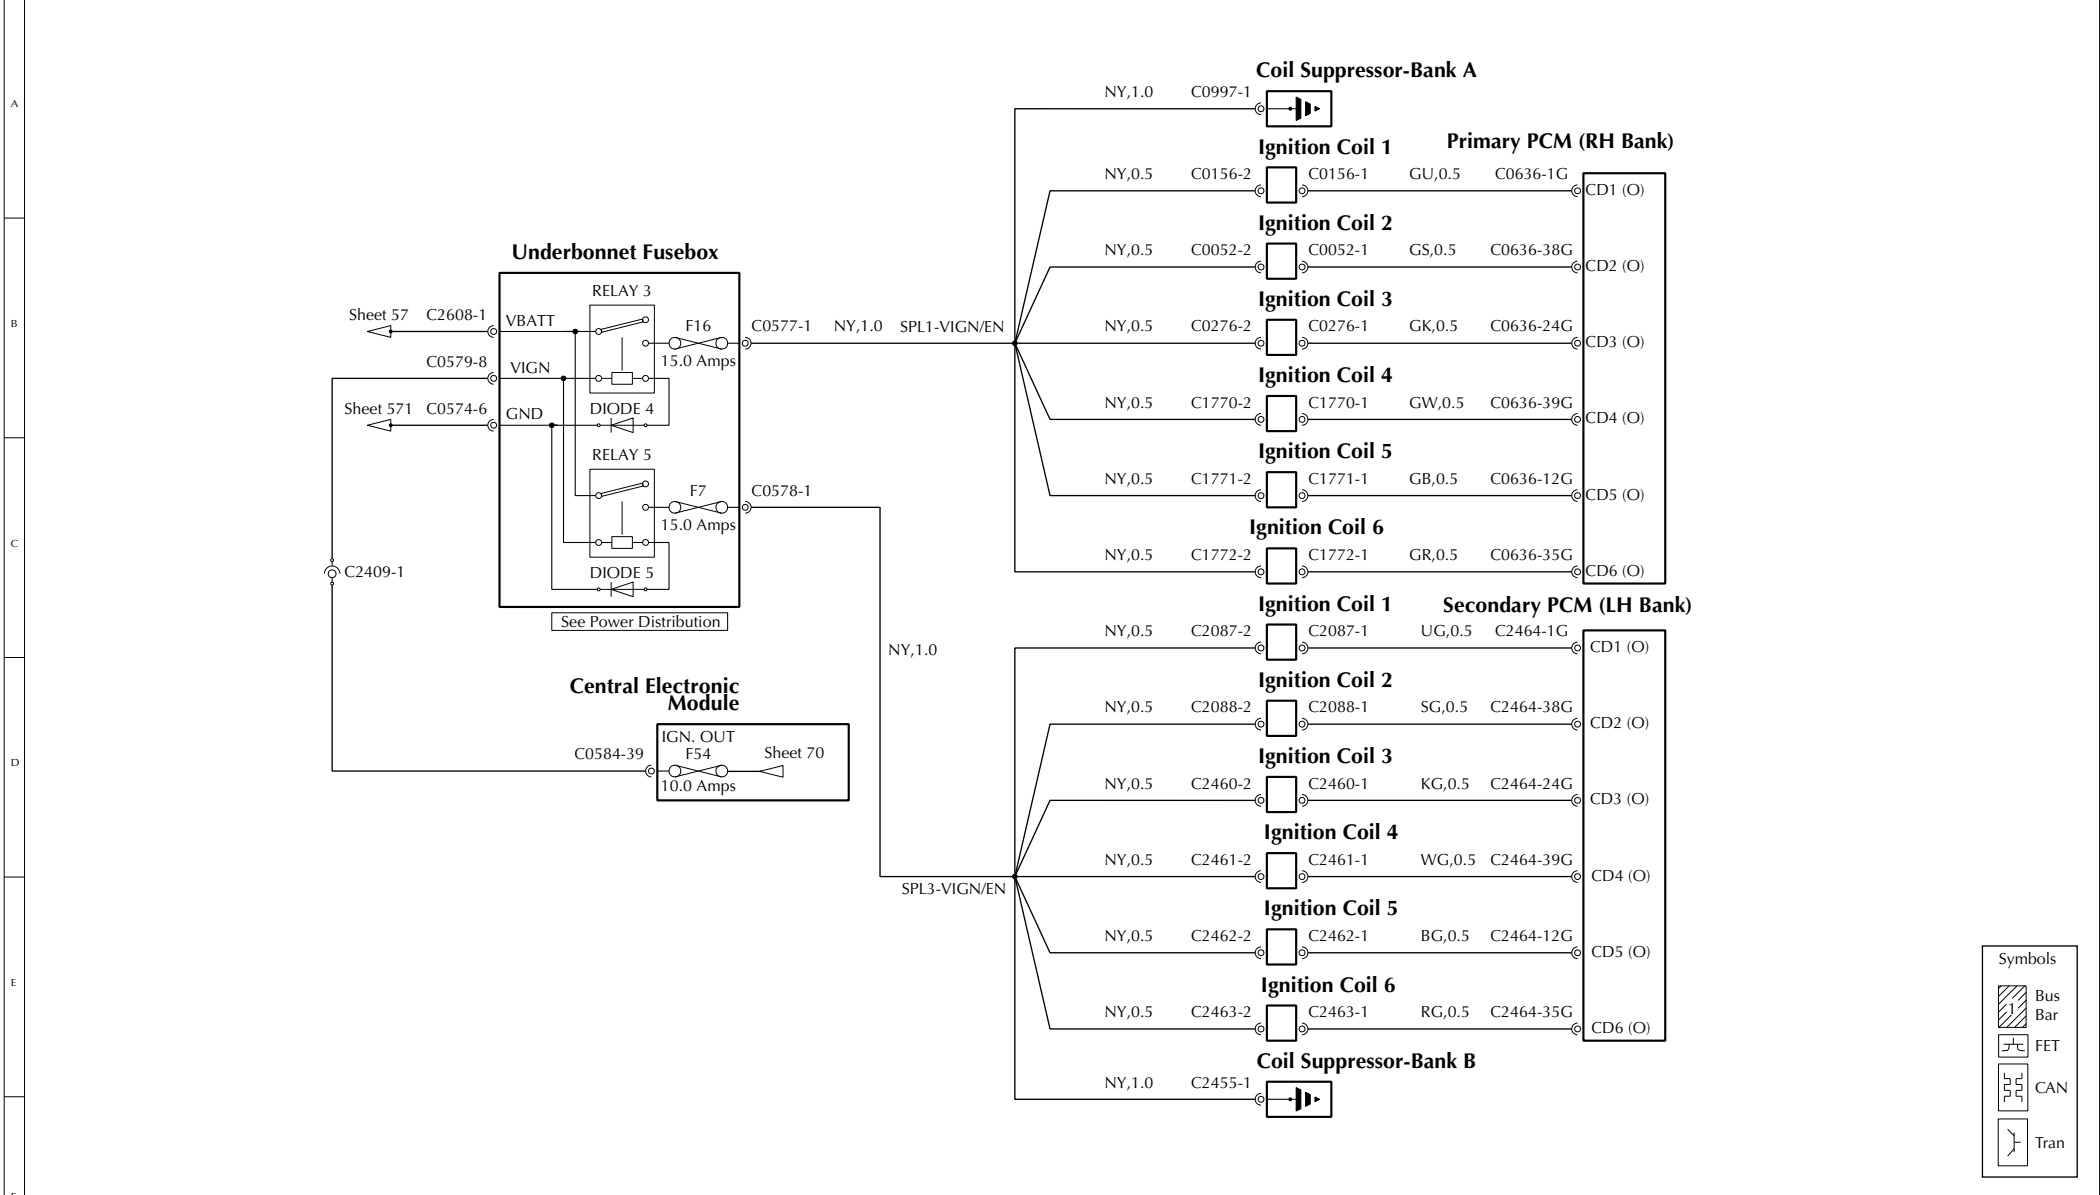 A
B
C
D
E
Coil Suppressor-Bank A
NY,1.0 C0997-1
Ignition Coil 1 Primary PCM (RH Bank)
NY,0.5 C0156-2 C0156-1 GU,0.5 C0636-1G
CD1 (O)
Ignition Coil 2
NY,0.5 C0052-2 C0052-1 GS,0.5 C0636-38G
CD2 (O)
Ignition Coil 3
NY,0.5 C0276-2 C0276-1 GK,0.5 C0636-24G
CD3 (O)
Ignition Coil 4
NY,0.5 C1770-2 C1770-1 GW,0.5 C0636-39G
CD4 (O)
Ignition Coil 5
NY,0.5 C1771-2 C1771-1 GB,0.5 C0636-12G
CD5 (O)
Ignition Coil 6
NY,0.5 C1772-2 C1772-1 GR,0.5 C0636-35G
CD6 (O)
Underbonnet Fusebox
RELAY 3
Sheet 57 C2608-1 VBATT
F16
15.0 Amps
C0577-1 NY,1.0 SPL1-VIGN/EN
C0579-8 VIGN
Sheet 571 C0574-6 GND
DIODE 4
RELAY 5
F7
15.0 Amps
C0578-1
DIODE 5
C2409-1
See Power Distribution
NY,1.0
Central Electronic
Module
IGN. OUT
C0584-39 F54 Sheet 70
10.0 Amps
SPL3-VIGN/EN
Ignition Coil 1 Secondary PCM (LH Bank)
NY,0.5 C2087-2 C2087-1 UG,0.5 C2464-1G
CD1 (O)
Ignition Coil 2
NY,0.5 C2088-2 C2088-1 SG,0.5 C2464-38G
CD2 (O)
Ignition Coil 3
NY,0.5 C2460-2 C2460-1 KG,0.5 C2464-24G
CD3 (O)
Ignition Coil 4
NY,0.5 C2461-2 C2461-1 WG,0.5 C2464-39G
CD4 (O)
Ignition Coil 5
NY,0.5 C2462-2 C2462-1 BG,0.5 C2464-12G
CD5 (O)
Ignition Coil 6
NY,0.5 C2463-2 C2463-1 RG,0.5 C2464-35G
CD6 (O)
Coil Suppressor-Bank B
NY,1.0 C2455-1
Symbols
1
Bus
Bar
FET
CAN
Tran